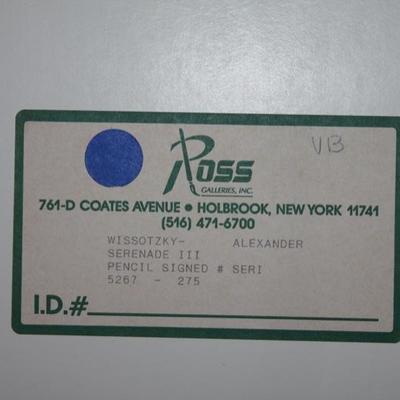 VB
Ross
GALLERIES, INC.
761-D COATES AVENUE • HOLBROOK, NEW YORK 11741
(516) 471-6700
WISSOTZKY- ALEXANDER
SERENADE III
PENCIL SIGNED # SERI
5267 - 275
I.D.#